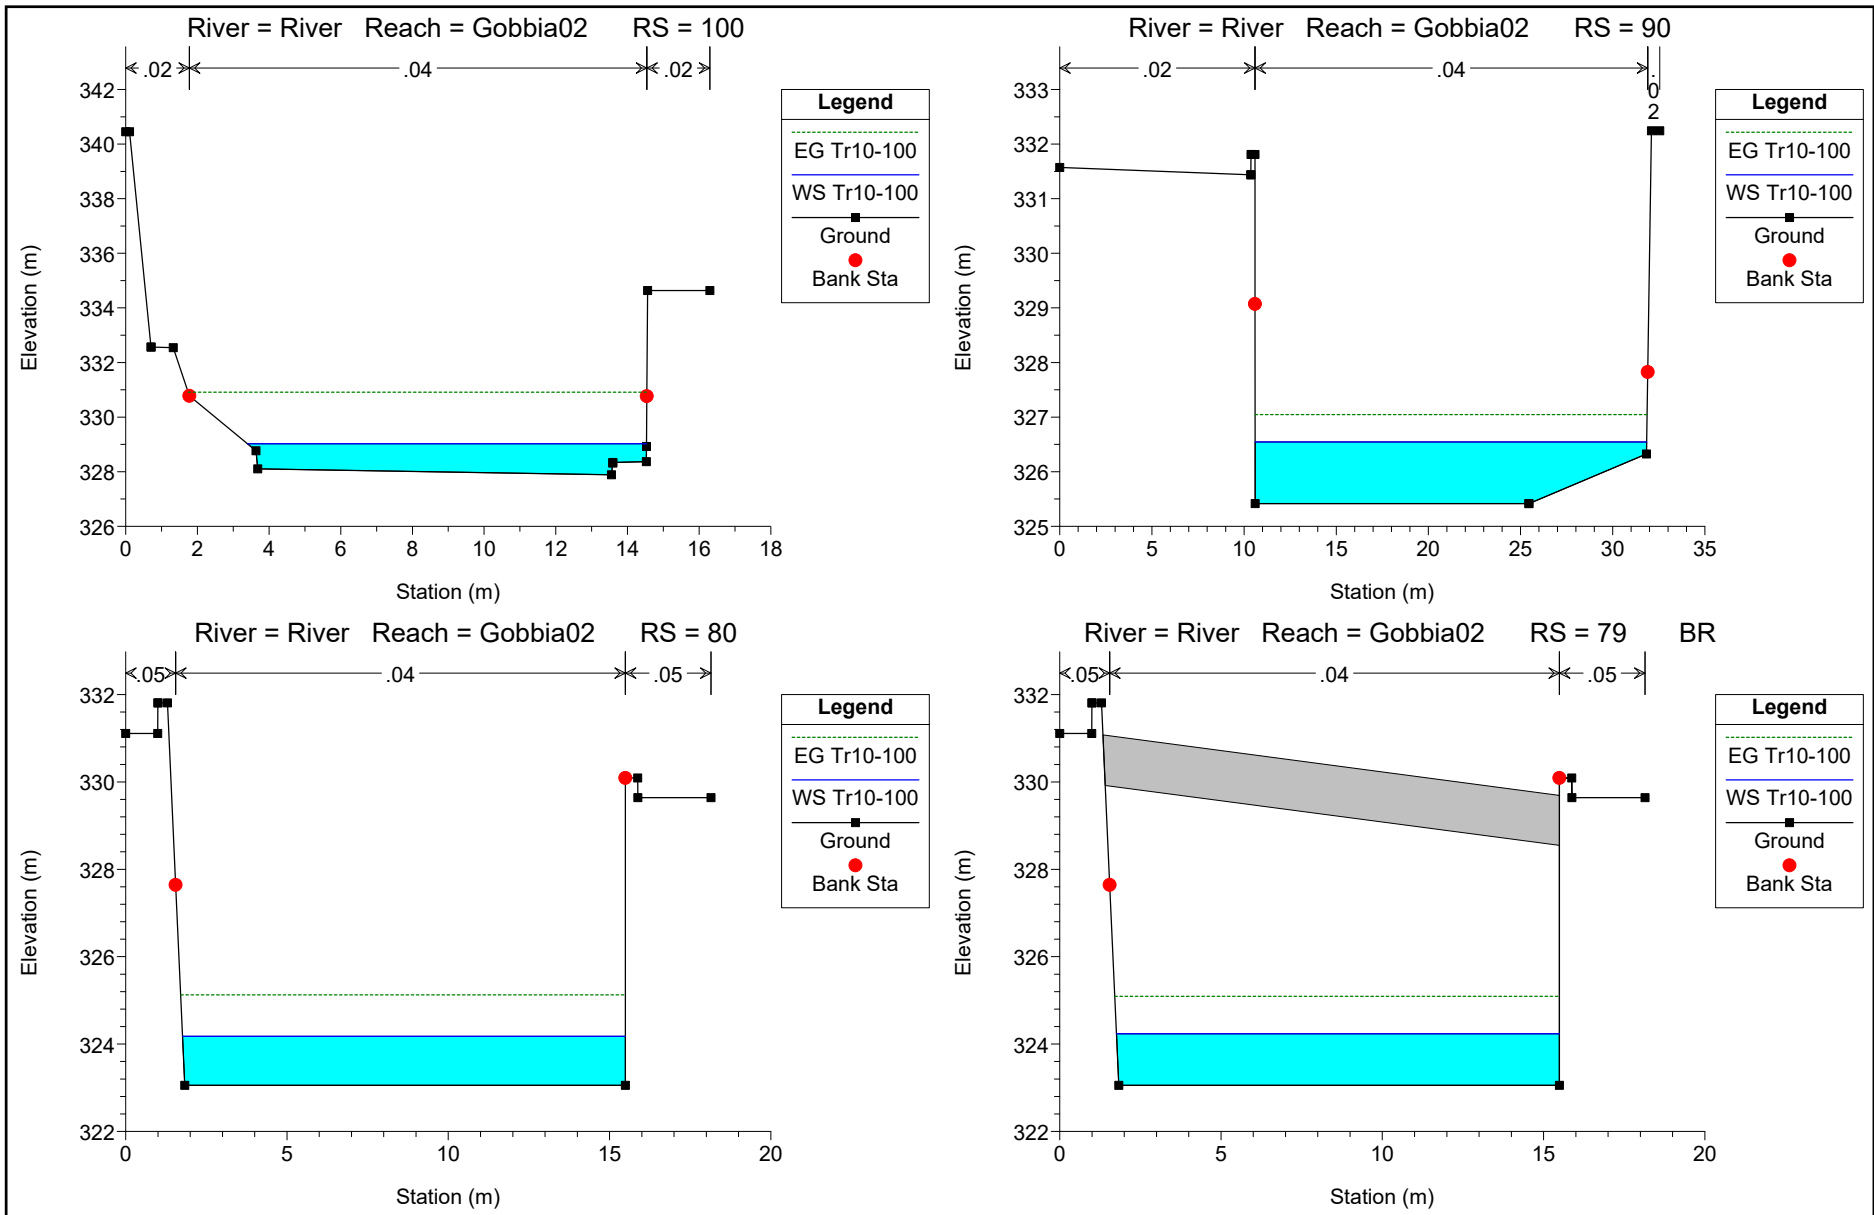 River = River Reach = Gobbia02 RS = 100
.02 .04 .02
342
340
338
336
334
332
330
328
326
0 2 4 6 8 10 12 14 16 18
Station (m)
Elevation (m)
Legend
EG Tr10-100
WS Tr10-100
Ground
Bank Sta
River = River Reach = Gobbia02 RS = 90
.02 .04 .02
333
332
331
330
329
328
327
326
325
0 5 10 15 20 25 30 35
Station (m)
Elevation (m)
Legend
EG Tr10-100
WS Tr10-100
Ground
Bank Sta
River = River Reach = Gobbia02 RS = 80
.05 .04 .05
332
330
328
326
324
322
0 5 10 15 20
Station (m)
Elevation (m)
Legend
EG Tr10-100
WS Tr10-100
Ground
Bank Sta
River = River Reach = Gobbia02 RS = 79 BR
.05 .04 .05
332
330
328
326
324
322
0 5 10 15 20
Station (m)
Elevation (m)
Legend
EG Tr10-100
WS Tr10-100
Ground
Bank Sta